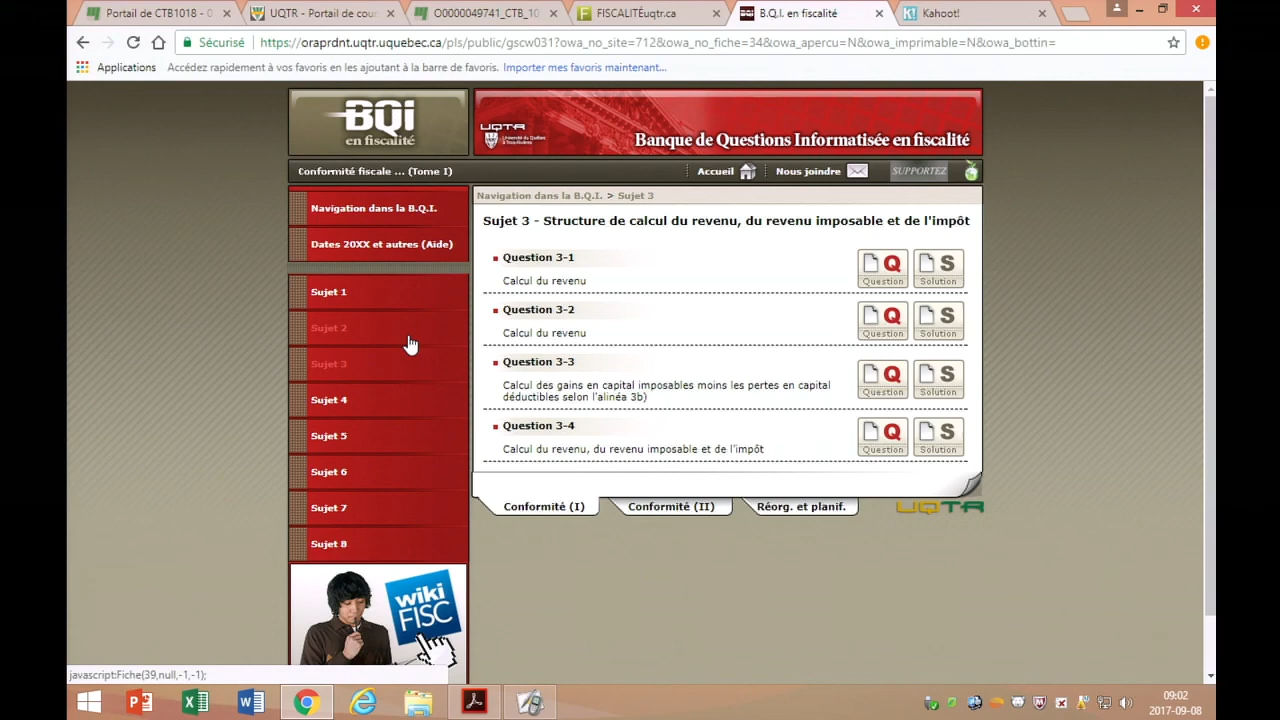 Portail de CTB1018 - 0
UQTR - Portail de cour
O0000049741_CTB_10
FISCALITÉuqtr.ca
B.Q.I. en fiscalité
Kahoot!
Sécurisé
https://oraprdnt.uqtr.uquebec.ca/pls/public/gscw031?owa_no_site=712&owa_no_fiche=34&owa_apercu=N&owa_imprimable=N&owa_bottin=
Applications
Accédez rapidement à vos favoris en les ajoutant à la barre de favoris. Importer mes favoris maintenant...
BQi
en fiscalité
UQTR
Université du Québec
à Trois-Rivières
Banque de Questions Informatisée en fiscalité
Conformité fiscale ... (Tome I)
Accueil
Nous joindre
SUPPORTEZ
Navigation dans la B.Q.I.
Dates 20XX et autres (Aide)
Sujet 1
Sujet 2
Sujet 3
Sujet 4
Sujet 5
Sujet 6
Sujet 7
Sujet 8
wiki
FISC
Navigation dans la B.Q.I. > Sujet 3
Sujet 3 - Structure de calcul du revenu, du revenu imposable et de l'impôt
Question 3-1
Calcul du revenu
Q
Question
S
Solution
Question 3-2
Calcul du revenu
Q
Question
S
Solution
Question 3-3
Calcul des gains en capital imposables moins les pertes en capital
déductibles selon l'alinéa 3b)
Q
Question
S
Solution
Question 3-4
Calcul du revenu, du revenu imposable et de l'impôt
Q
Question
S
Solution
Conformité (I)
Conformité (II)
Réorg. et planif.
UQTR
javascript:Fiche(39,null,-1,-1);
09:02
2017-09-08